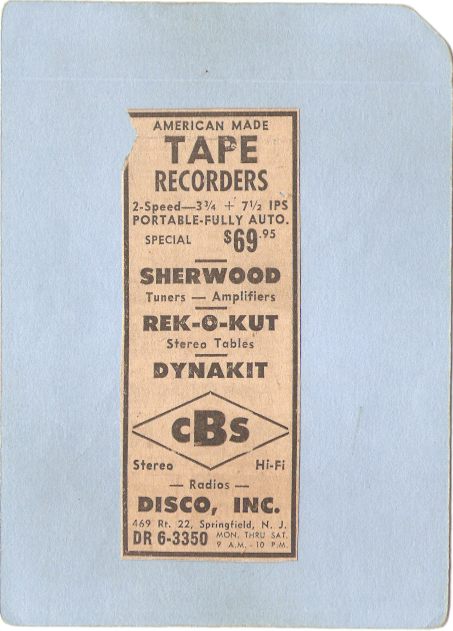 AMERICAN MADE
TAPE
RECORDERS
2-Speed—3¾ + 7½ IPS
PORTABLE-FULLY AUTO.
SPECIAL $69.95
SHERWOOD
Tuners — Amplifiers
REK-O-KUT
Stereo Tables
DYNAKIT
CBS
Stereo Hi-Fi
— Radios —
DISCO, INC.
469 Rt. 22, Springfield, N. J.
DR 6-3350 MON. THRU SAT.
9 A.M. - 10 P.M.